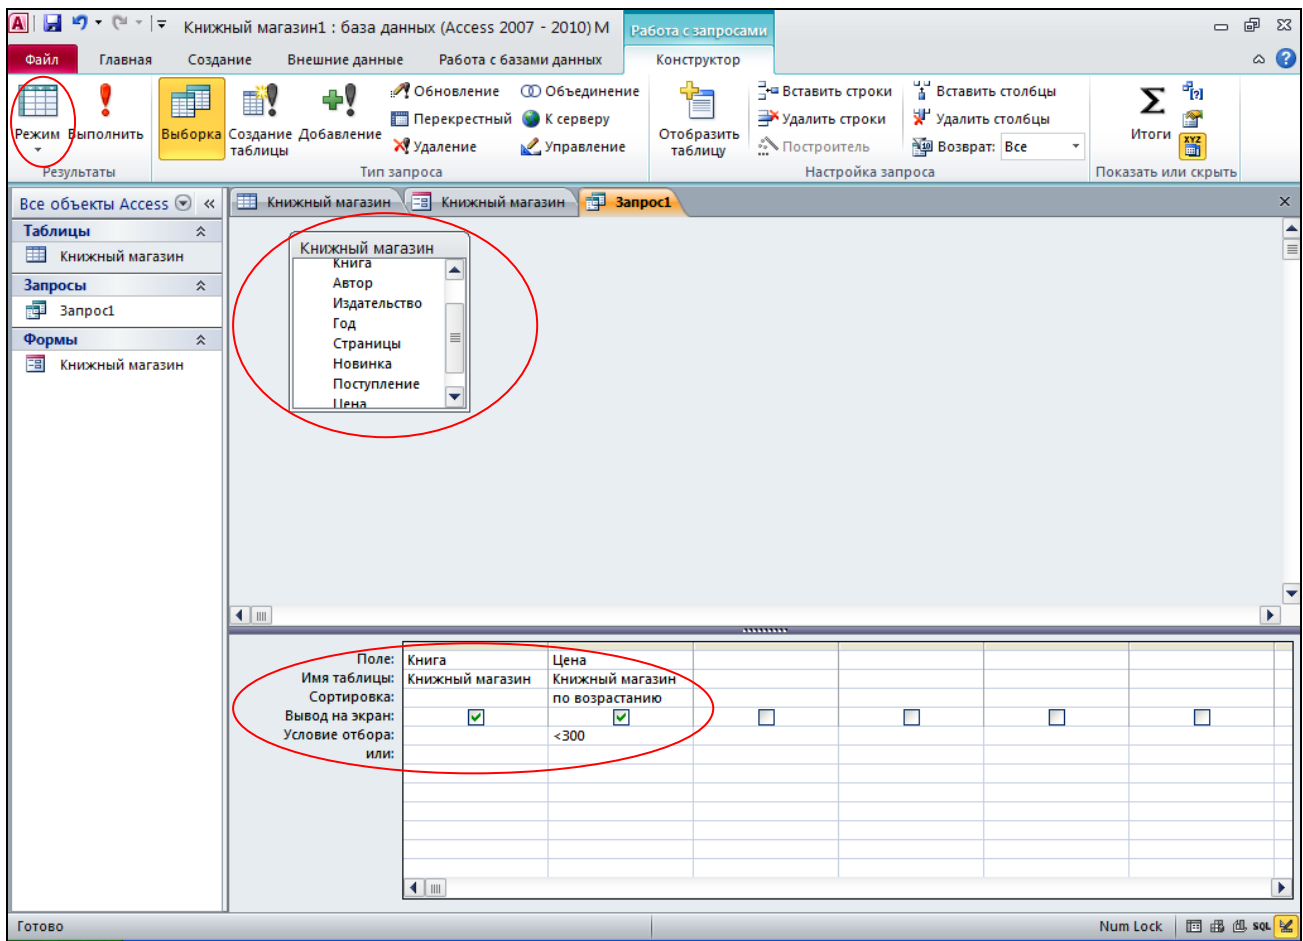 Книжный магазин1 : база данных (Access 2007 - 2010) M
Работа с запросами
Файл Главная Создание Внешние данные Работа с базами данных Конструктор
Режим Выполнить
Результаты
Выборка Создание таблицы Добавление
Обновление Объединение
Перекрестный К серверу
Удаление Управление
Тип запроса
Отобразить таблицу
Вставить строки Вставить столбцы
Удалить строки Удалить столбцы
Построитель Возврат: Все
Настройка запроса
Итоги
XYZ
Показать или скрыть
Все объекты Access
Таблицы
Книжный магазин
Запросы
Запрос1
Формы
Книжный магазин
Книжный магазин Книжный магазин Запрос1
Книжный магазин
Книга
Автор
Издательство
Год
Страницы
Новинка
Поступление
Цена
Поле: Книга Цена
Имя таблицы: Книжный магазин Книжный магазин
Сортировка: по возрастанию
Вывод на экран:
Условие отбора: <300
или:
Готово Num Lock SQL